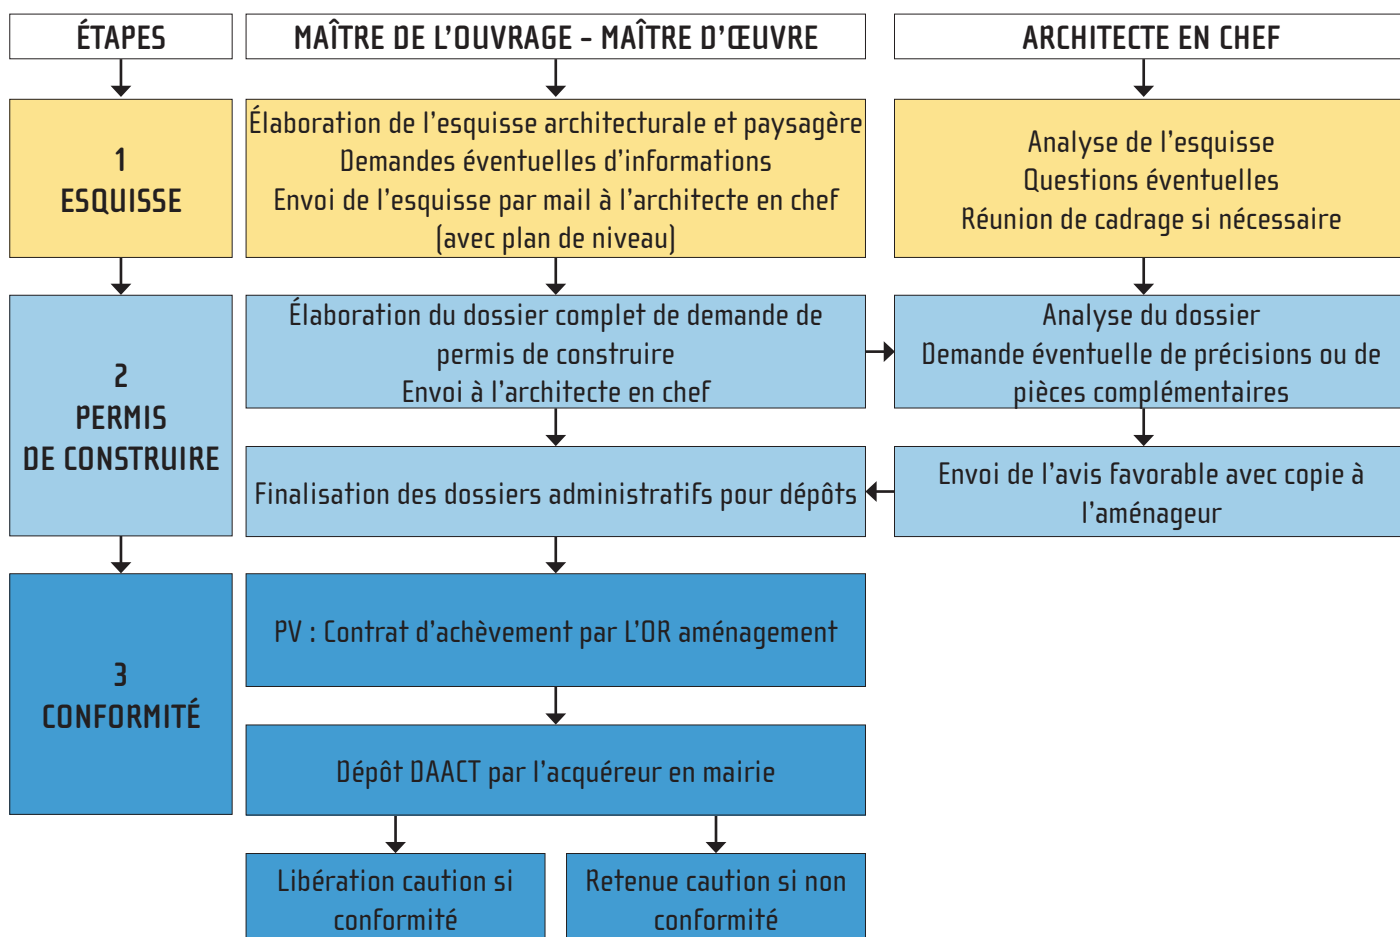 ÉTAPES
MAÎTRE DE L'OUVRAGE - MAÎTRE D'ŒUVRE
ARCHITECTE EN CHEF
1
ESQUISSE
Élaboration de l'esquisse architecturale et paysagère
Demandes éventuelles d'informations
Envoi de l'esquisse par mail à l'architecte en chef
(avec plan de niveau)
Analyse de l'esquisse
Questions éventuelles
Réunion de cadrage si nécessaire
2
PERMIS
DE CONSTRUIRE
Élaboration du dossier complet de demande de
permis de construire
Envoi à l'architecte en chef
Analyse du dossier
Demande éventuelle de précisions ou de
pièces complémentaires
Finalisation des dossiers administratifs pour dépôts
Envoi de l'avis favorable avec copie à
l'aménageur
3
CONFORMITÉ
PV : Contrat d'achèvement par L'OR aménagement
Dépôt DAACT par l'acquéreur en mairie
Libération caution si
conformité
Retenue caution si non
conformité